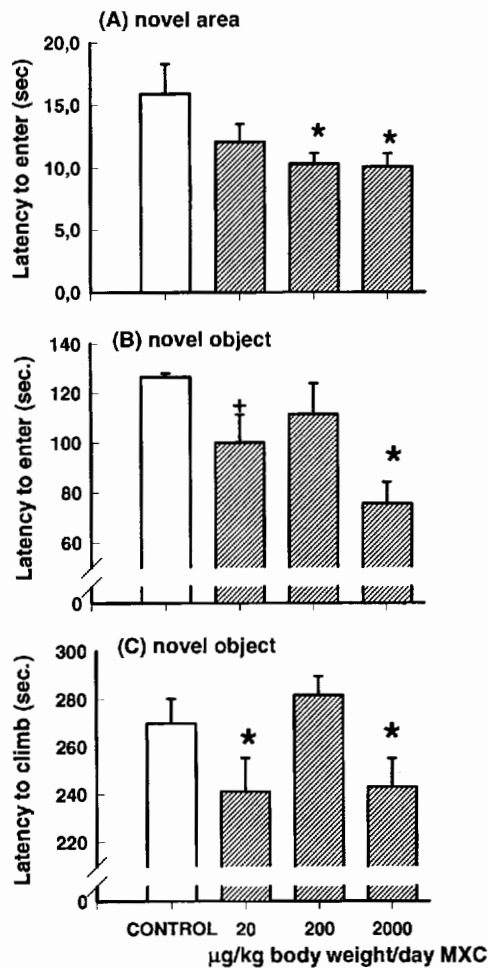 (A) novel area
Latency to enter (sec)
20,0
15,0
10,0
5,0
0,0
*
*
(B) novel object
Latency to enter (sec.)
140
120
100
80
60
0
+
*
(C) novel object
Latency to climb (sec.)
300
280
260
240
220
0
*
*
CONTROL 20 200 2000
µg/kg body weight/day MXC